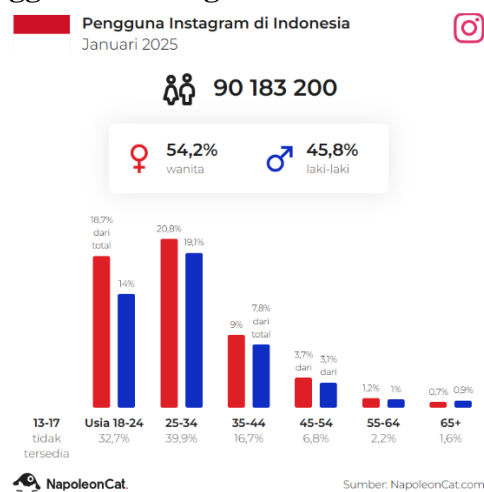 Pengguna Instagram di Indonesia
Januari 2025
90 183 200
54,2%
wanita
45,8%
laki-laki
18,7%
dari
total
14%
20,8%
19,1%
9%
7,8%
dari
total
3,7%
dari
3,1%
dari
1,2%
1%
0,7%
0,9%
13-17
tidak
tersedia
Usia 18-24
32,7%
25-34
39,9%
35-44
16,7%
45-54
6,8%
55-64
2,2%
65+
1,6%
NapoleonCat.
Sumber: NapoleonCat.com